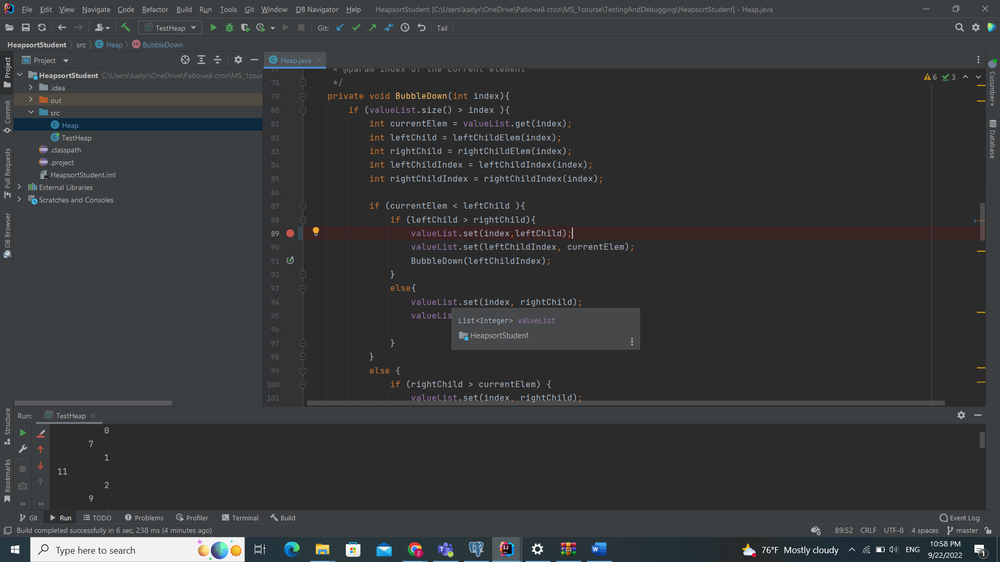 File Edit View Navigate Code Refactor Build Run Tools Git Window DB Navigator Help HeapsortStudent [C:\Users\kadyr\OneDrive\Рабочий стол\MS_1course\TestingAndDebugging\HeapsortStudent] - Heap.java
TestHeap Git: Tail
HeapsortStudent src Heap BubbleDown
Project
Heap.java
HeapsortStudent C:\Users\kadyr\OneDrive\Рабочий стол\MS_1cour
.idea
out
src
Heap
TestHeap
.classpath
.project
HeapsortStudent.iml
External Libraries
Scratches and Consoles
Project
Commit
Pull Requests
DB Browser
Structure
Bookmarks
77 * @param index of the current element
78 */
79 private void BubbleDown(int index){
80 if (valueList.size() > index ){
81 int currentElem = valueList.get(index);
82 int leftChild = leftChildElem(index);
83 int rightChild = rightChildElem(index);
84 int leftChildIndex = leftChildIndex(index);
85 int rightChildIndex = rightChildIndex(index);
86
87 if (currentElem < leftChild ){
88 if (leftChild > rightChild){
89 valueList.set(index,leftChild);
90 valueList.set(leftChildIndex, currentElem);
91 BubbleDown(leftChildIndex);
92 }
93 else{
94 valueList.set(index, rightChild);
95 valueLis
96
97 }
98 }
99 else {
100 if (rightChild > currentElem) {
101 valueList.set(index, rightChild);
List<Integer> valueList
HeapsortStudent
6 3
Cucumber+
Database
Run: TestHeap
0
7
1
11
2
9
Git Run TODO Problems Profiler Terminal Build Event Log
Build completed successfully in 6 sec, 238 ms (4 minutes ago) 89:52 CRLF UTF-8 4 spaces master
Type here to search 76°F Mostly cloudy ENG 10:58 PM
9/22/2022 1